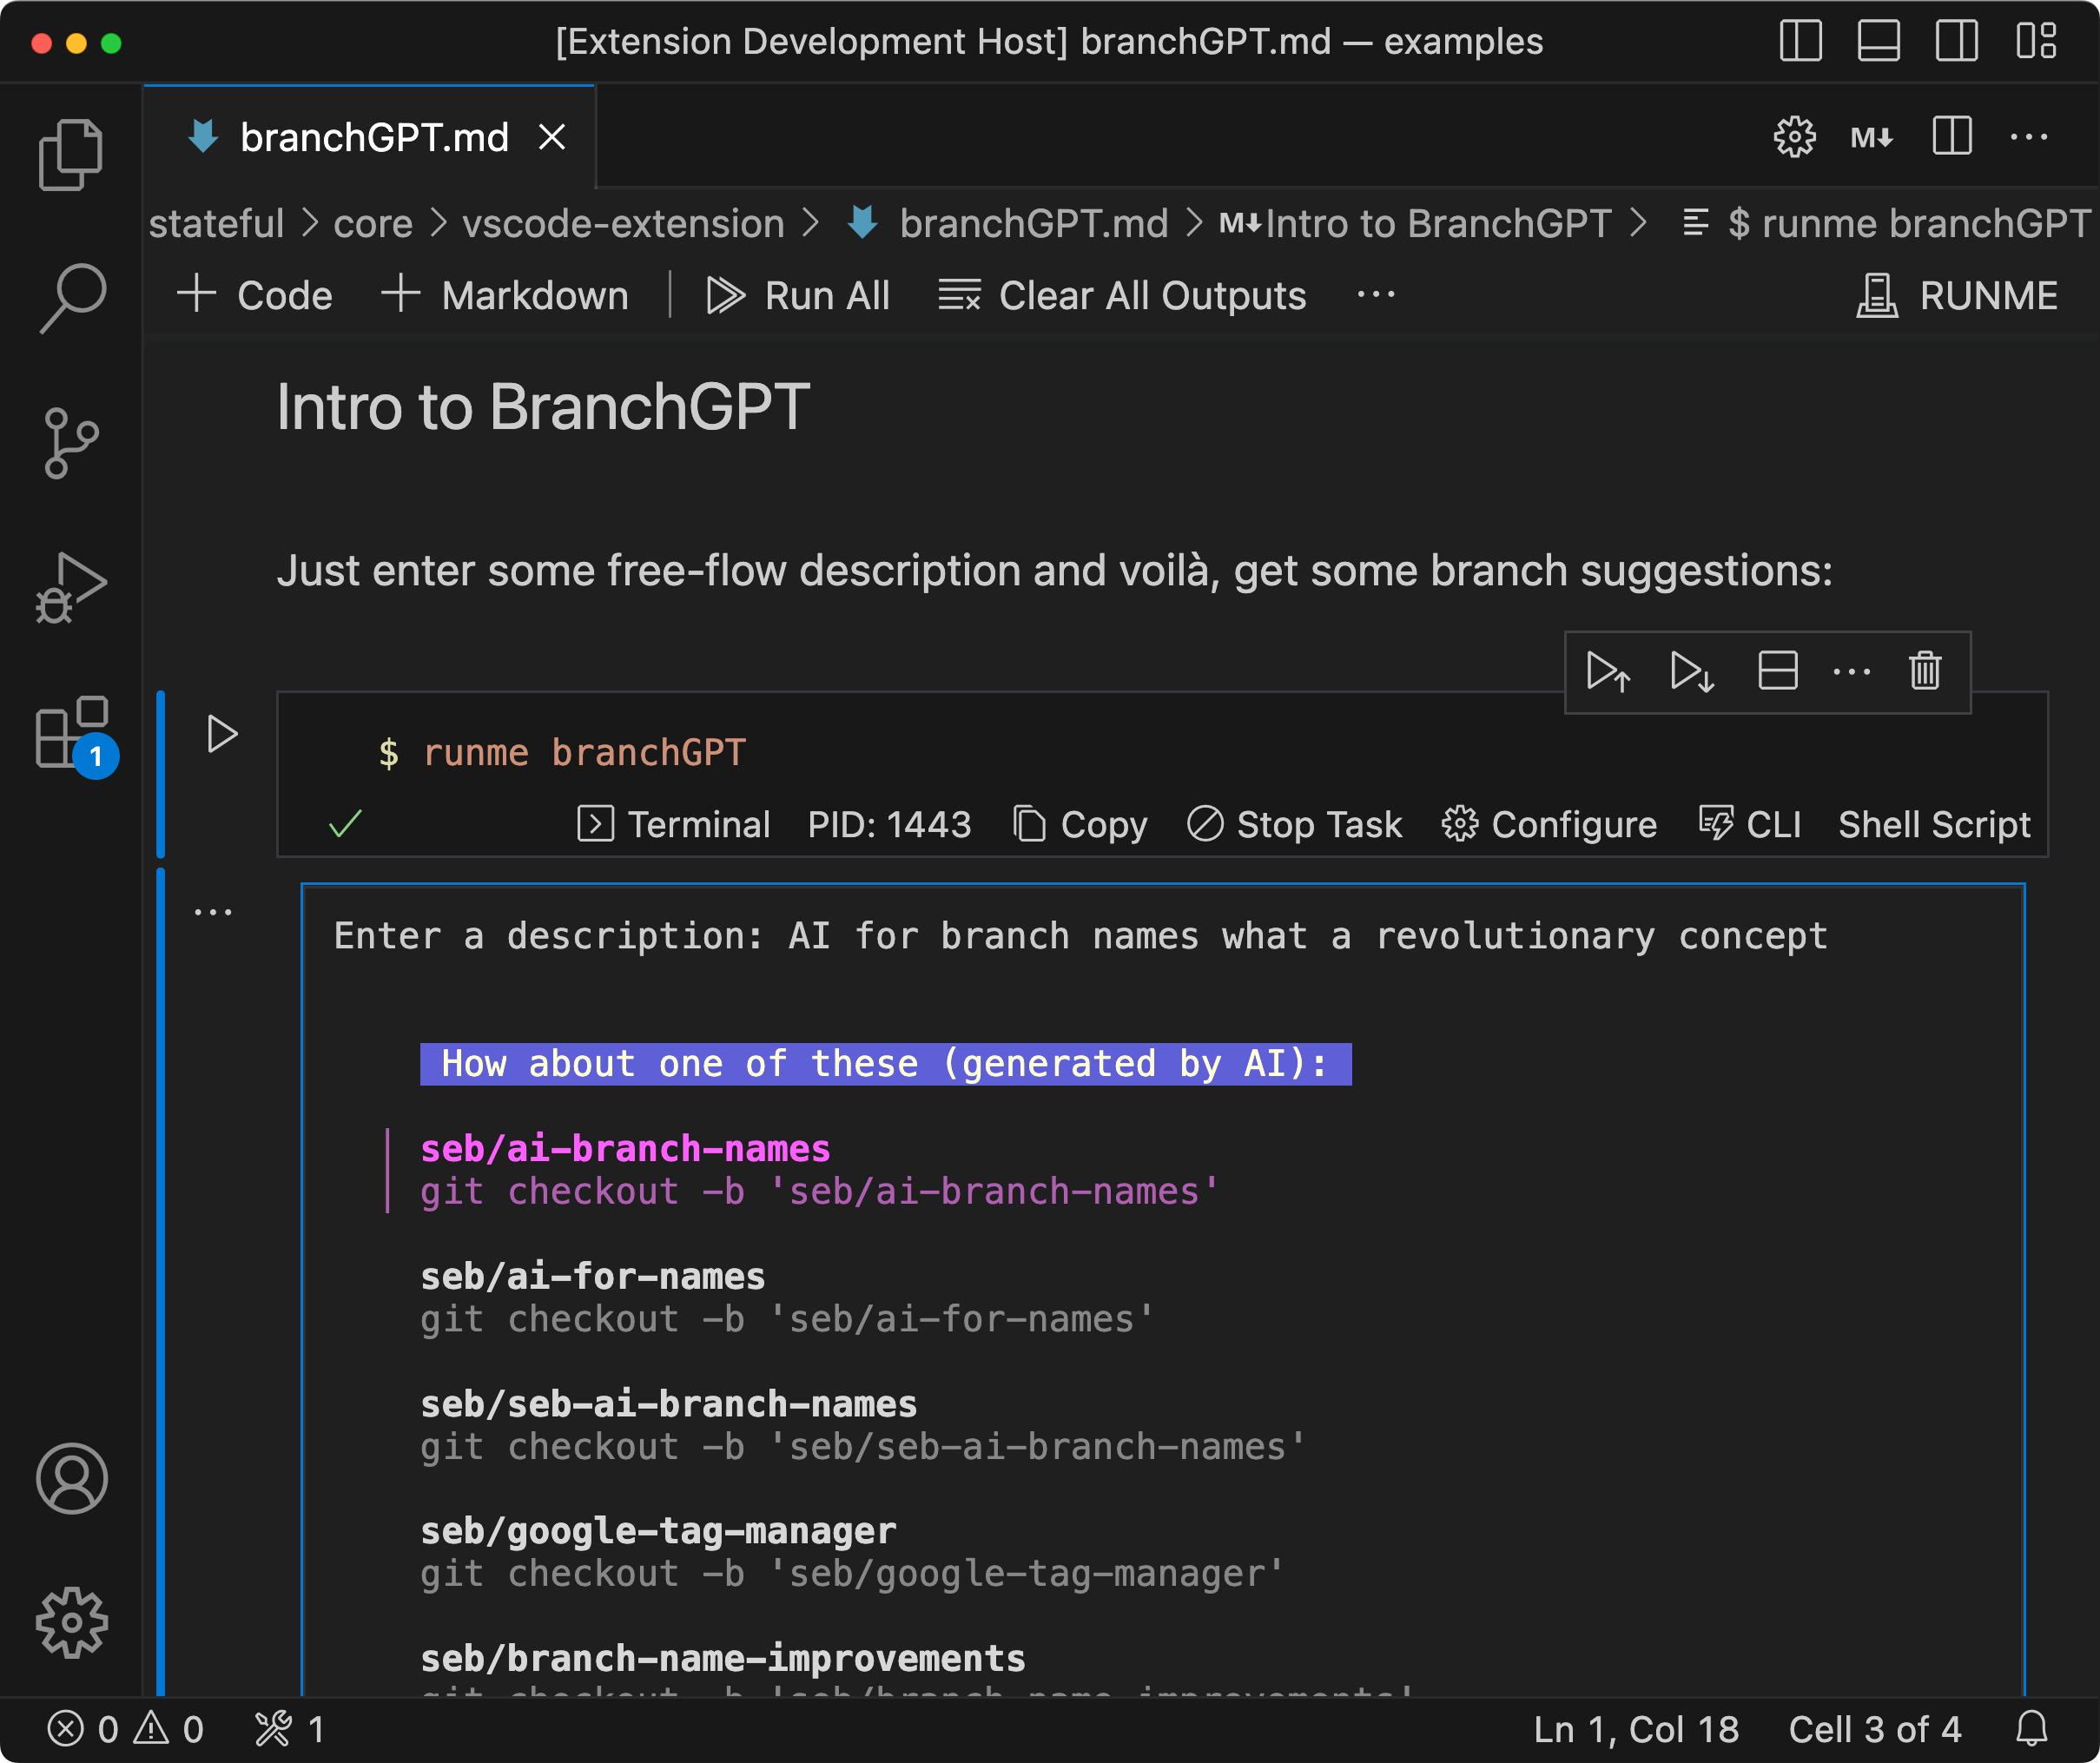 [Extension Development Host] branchGPT.md — examples
branchGPT.md
M↓
stateful > core > vscode-extension > branchGPT.md > M↓ Intro to BranchGPT > $ runme branchGPT
+ Code + Markdown Run All Clear All Outputs ··· RUNME
Intro to BranchGPT
Just enter some free-flow description and voilà, get some branch suggestions:
1
$ runme branchGPT
Terminal PID: 1443 Copy Stop Task Configure CLI Shell Script
Enter a description: AI for branch names what a revolutionary concept
How about one of these (generated by AI):
seb/ai-branch-names
git checkout -b 'seb/ai-branch-names'
seb/ai-for-names
git checkout -b 'seb/ai-for-names'
seb/seb-ai-branch-names
git checkout -b 'seb/seb-ai-branch-names'
seb/google-tag-manager
git checkout -b 'seb/google-tag-manager'
seb/branch-name-improvements
git checkout -b 'seb/branch-name-improvements'
0 0 1 Ln 1, Col 18 Cell 3 of 4